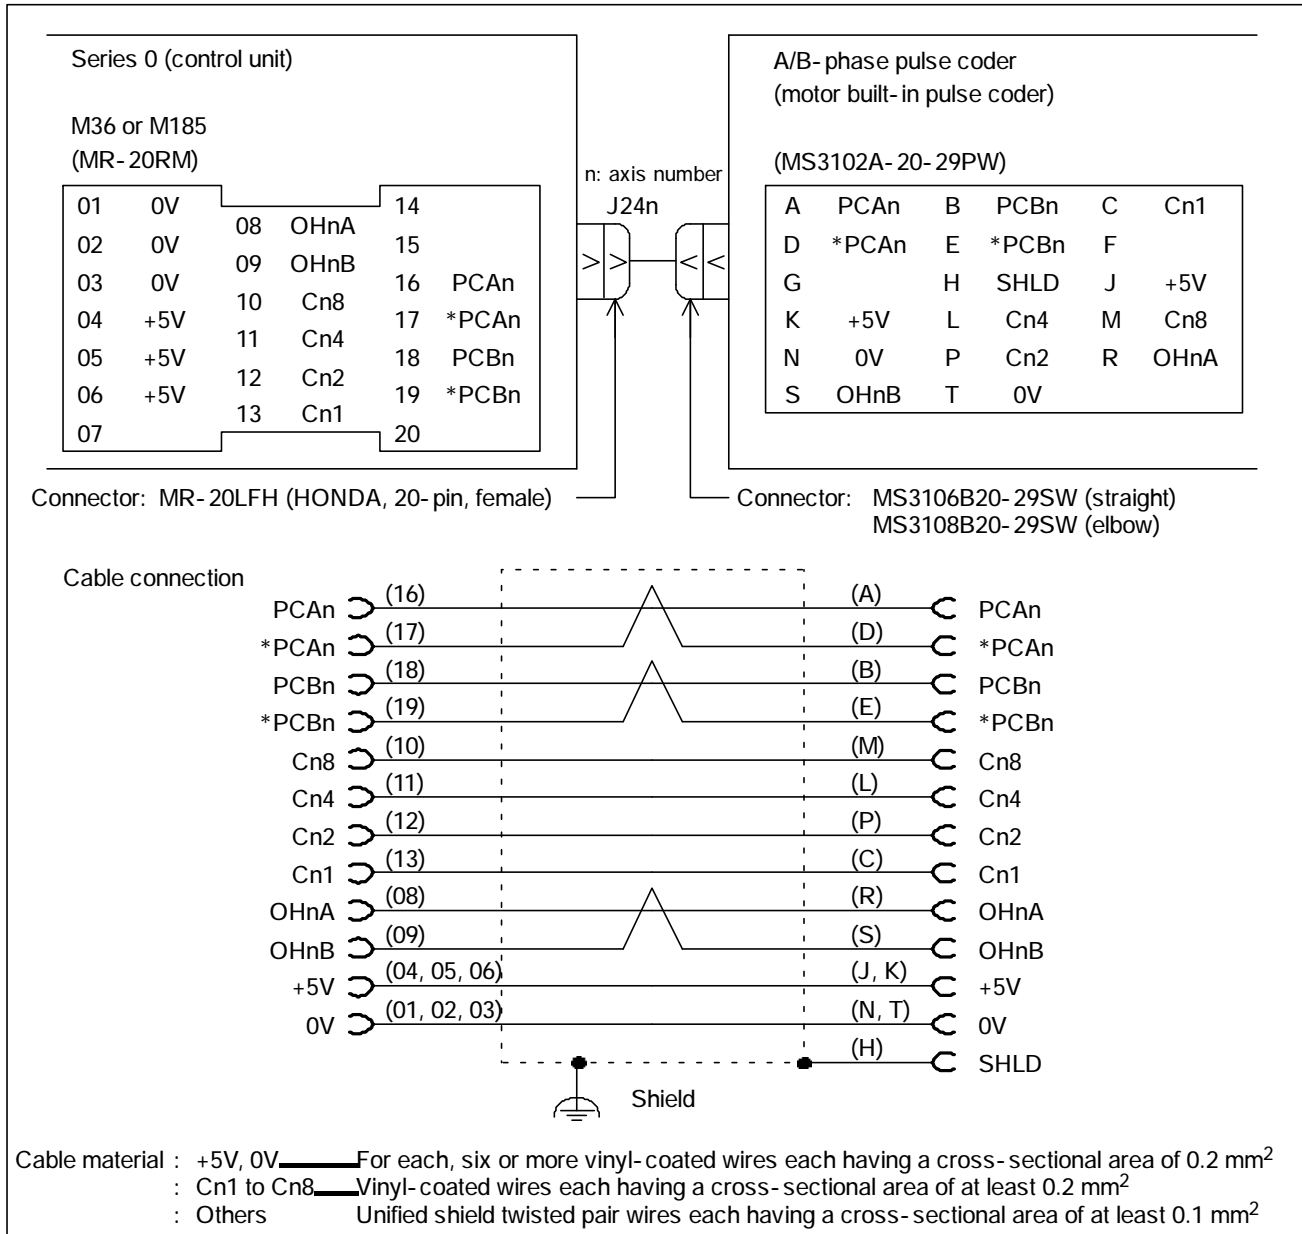 Series 0 (control unit)
M36 or M185
(MR-20RM)
01 0V 14
08 OHnA
02 0V 15
09 OHnB
03 0V 16 PCAn
10 Cn8
04 +5V 17 *PCAn
11 Cn4
05 +5V 18 PCBn
12 Cn2
06 +5V 19 *PCBn
13 Cn1
07 20
n: axis number
J24n
A/B-phase pulse coder
(motor built-in pulse coder)
(MS3102A-20-29PW)
A PCAn B PCBn C Cn1
D *PCAn E *PCBn F
G H SHLD J +5V
K +5V L Cn4 M Cn8
N 0V P Cn2 R OHnA
S OHnB T 0V
Connector: MR-20LFH (HONDA, 20-pin, female)
Connector: MS3106B20-29SW (straight)
MS3108B20-29SW (elbow)
Cable connection
PCAn (16) (A) PCAn
*PCAn (17) (D) *PCAn
PCBn (18) (B) PCBn
*PCBn (19) (E) *PCBn
Cn8 (10) (M) Cn8
Cn4 (11) (L) Cn4
Cn2 (12) (P) Cn2
Cn1 (13) (C) Cn1
OHnA (08) (R) OHnA
OHnB (09) (S) OHnB
+5V (04, 05, 06) (J, K) +5V
0V (01, 02, 03) (N, T) 0V
(H) SHLD
Shield
Cable material : +5V, 0V For each, six or more vinyl-coated wires each having a cross-sectional area of 0.2 mm2
: Cn1 to Cn8 Vinyl-coated wires each having a cross-sectional area of at least 0.2 mm2
: Others Unified shield twisted pair wires each having a cross-sectional area of at least 0.1 mm2